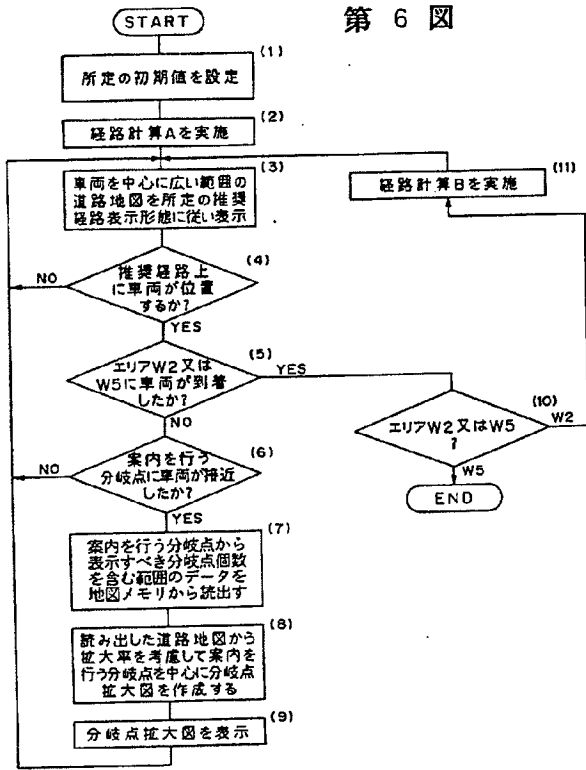 第 6 図
START
(1)
所定の初期値を設定
(2)
経路計算Aを実施
(3)
車両を中心に広い範囲の
道路地図を所定の推奨
経路表示形態に従い表示
(11)
経路計算Bを実施
(4)
推奨経路上
に車両が位置
するか?
NO
YES
(5)
エリアW2又は
W5に車両が到着
したか?
YES
NO
(10)
エリアW2又はW5
?
W2
W5
END
(6)
案内を行う
分岐点に車両が接近
したか?
NO
YES
(7)
案内を行う分岐点から
表示すべき分岐点個数
を含む範囲のデータを
地図メモリから読出す
(8)
読み出した道路地図から
拡大率を考慮して案内を
行う分岐点を中心に分岐点
拡大図を作成する
(9)
分岐点拡大図を表示